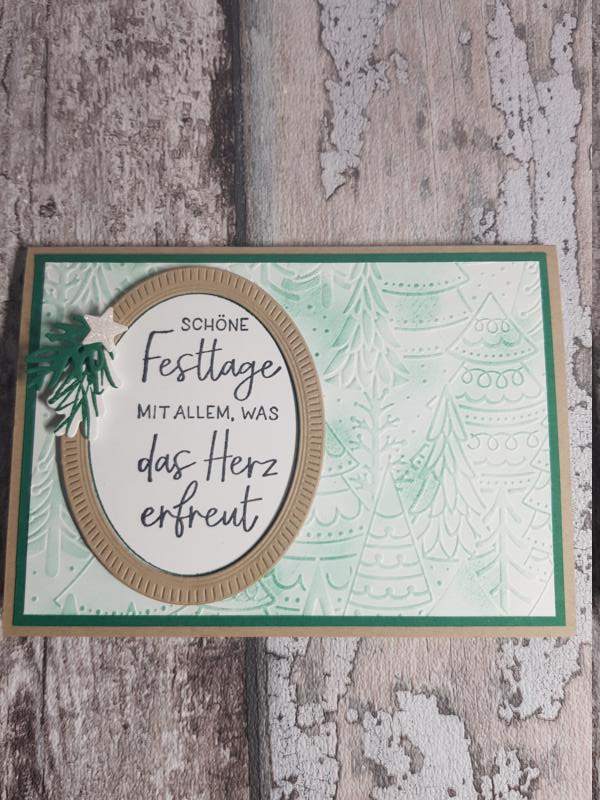 SCHÖNE
Festtage
MIT ALLEM, WAS
das Herz
erfreut